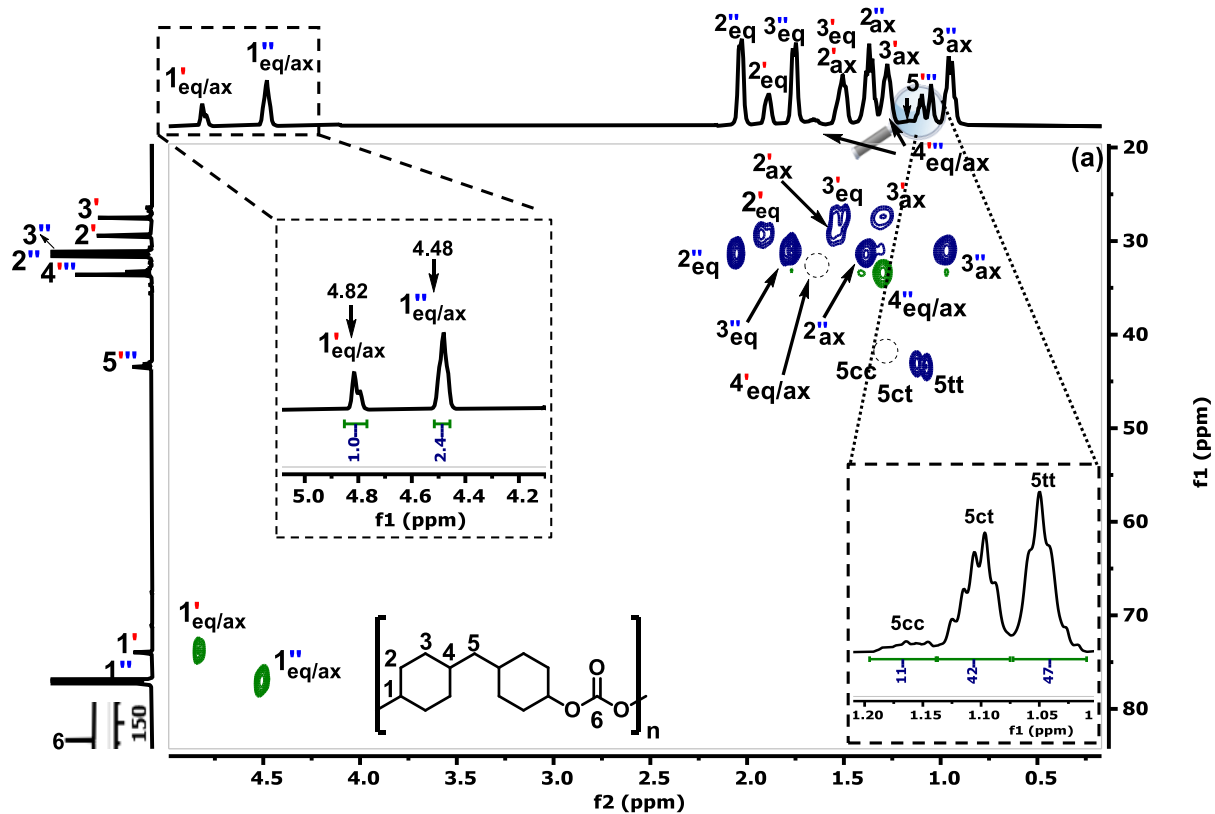 1'eq/ax
1''eq/ax
2''eq
2'eq
3''eq
3'eq
2'ax
2''ax
3'ax
5'''
3''ax
4'''eq/ax
(a)
3'
2'
3''
2''
4'''
5'''
1'
1''
6
150
4.82
4.48
1'eq/ax
1''eq/ax
1.0
2.4
5.0 4.8 4.6 4.4 4.2
f1 (ppm)
2'ax
3'eq
3'ax
2'eq
2''eq
3''eq
2''ax
3''ax
4''eq/ax
4'eq/ax
5cc
5ct
5tt
5tt
5ct
5cc
11
42
47
1.20 1.15 1.10 1.05 1
f1 (ppm)
1'eq/ax
1''eq/ax
1
2
3
4
5
O
O
6
O
n
20
30
40
50
60
70
80
f1 (ppm)
4.5 4.0 3.5 3.0 2.5 2.0 1.5 1.0 0.5
f2 (ppm)